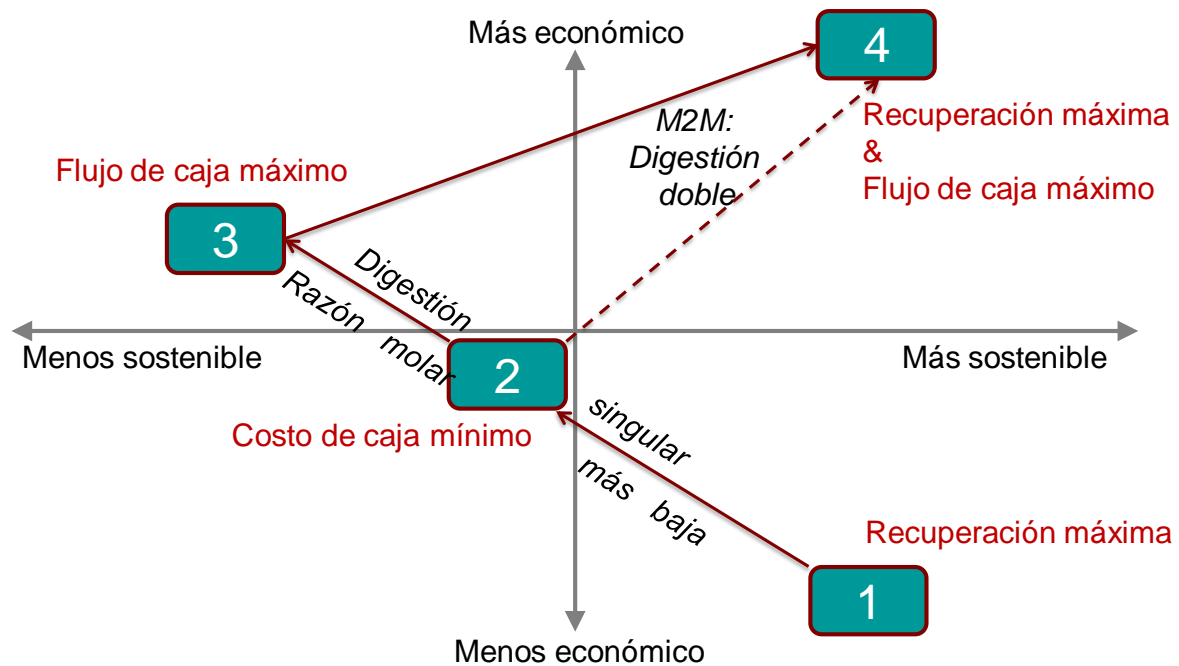 Más económico
4
M2M:
Digestión
doble
Recuperación máxima
&
Flujo de caja máximo
Flujo de caja máximo
3
Digestión
Razón molar
Menos sostenible
Más sostenible
2
Costo de caja mínimo
singular
más baja
Recuperación máxima
1
Menos económico